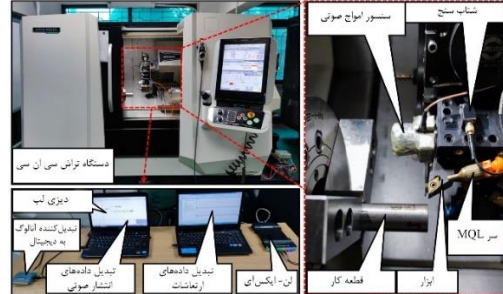 سنسور امواج صوتی
شتاب سنج
دستگاه تراش سی ان سی
دیزی لب
تبدیل‌کننده آنالوگ
به دیجیتال
تبدیل داده‌های
انتشار صوتی
تبدیل داده‌های
ارتعاشات
لن-ایکس‌ای
قطعه کار
ابزار
سر MQL